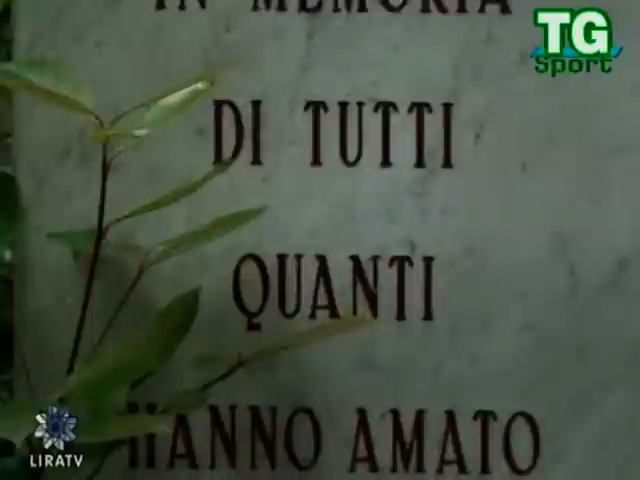 IN MEMORIA
TG
Sport
DI TUTTI
QUANTI
HANNO AMATO
LIRATV